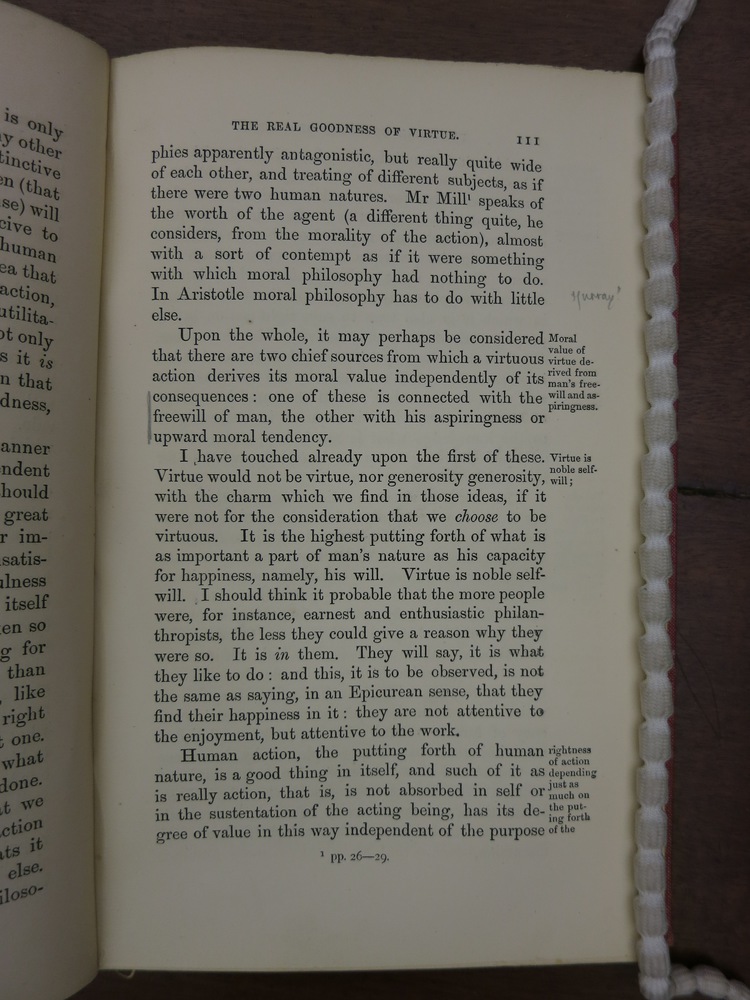 is only
y other
tinctive
en (that
se) will
cive to
human
ea that
action,
utilita-
ot only
s it is
n that
dness,
anner
ndent
hould
great
r im-
satis-
ulness
itself
en so
g for
than
, like
right
t one.
what
done.
t we
ction
ats it
else.
iloso-
THE REAL GOODNESS OF VIRTUE. 111
phies apparently antagonistic, but really quite wide
of each other, and treating of different subjects, as if
there were two human natures. Mr Mill¹ speaks of
the worth of the agent (a different thing quite, he
considers, from the morality of the action), almost
with a sort of contempt as if it were something
with which moral philosophy had nothing to do.
In Aristotle moral philosophy has to do with little
else.
Murray
Upon the whole, it may perhaps be considered
that there are two chief sources from which a virtuous
action derives its moral value independently of its
consequences: one of these is connected with the
freewill of man, the other with his aspiringness or
upward moral tendency.
Moral
value of
virtue de-
rived from
man's free-
will and as-
piringness.
I have touched already upon the first of these.
Virtue would not be virtue, nor generosity generosity,
with the charm which we find in those ideas, if it
were not for the consideration that we choose to be
virtuous. It is the highest putting forth of what is
as important a part of man's nature as his capacity
for happiness, namely, his will. Virtue is noble self-
will. I should think it probable that the more people
were, for instance, earnest and enthusiastic philan-
thropists, the less they could give a reason why they
were so. It is in them. They will say, it is what
they like to do: and this, it is to be observed, is not
the same as saying, in an Epicurean sense, that they
find their happiness in it: they are not attentive to
the enjoyment, but attentive to the work.
Virtue is
noble self-
will;
Human action, the putting forth of human
nature, is a good thing in itself, and such of it as
is really action, that is, is not absorbed in self or
in the sustentation of the acting being, has its de-
gree of value in this way independent of the purpose
rightness
of action
depending
just as
much on
the put-
ing forth
of the
¹ pp. 26—29.